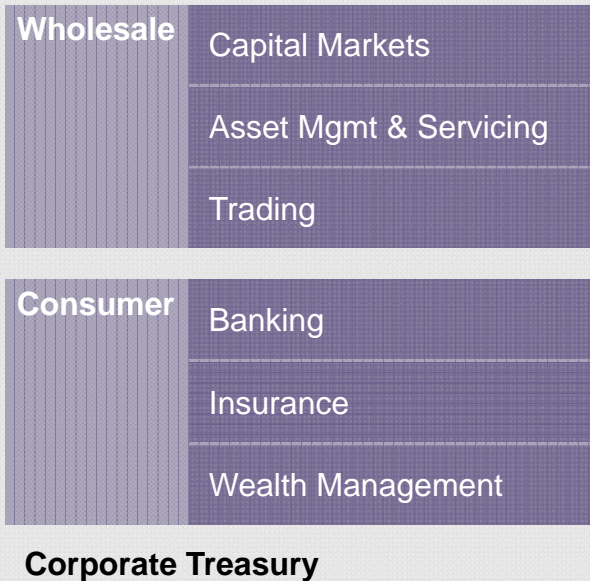 Wholesale
Capital Markets
Asset Mgmt & Servicing
Trading
Consumer
Banking
Insurance
Wealth Management
Corporate Treasury